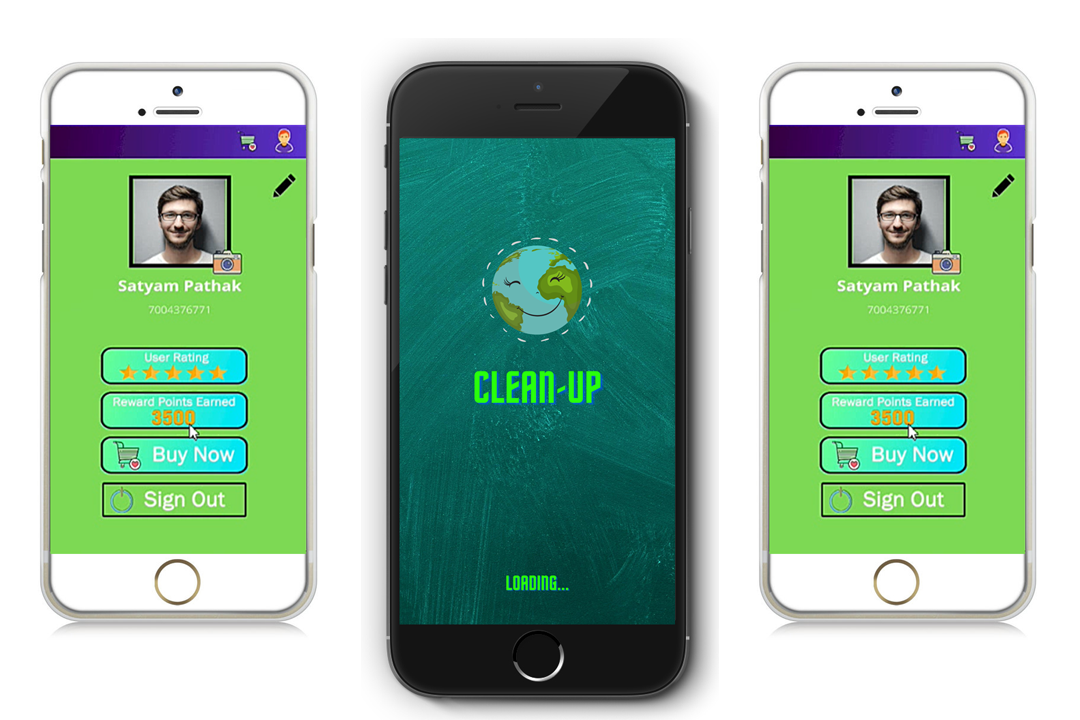 Satyam Pathak
7004376771
User Rating
Reward Points Earned
3500
Buy Now
Sign Out
CLEAN-UP
LOADING...
Satyam Pathak
7004376771
User Rating
Reward Points Earned
3500
Buy Now
Sign Out